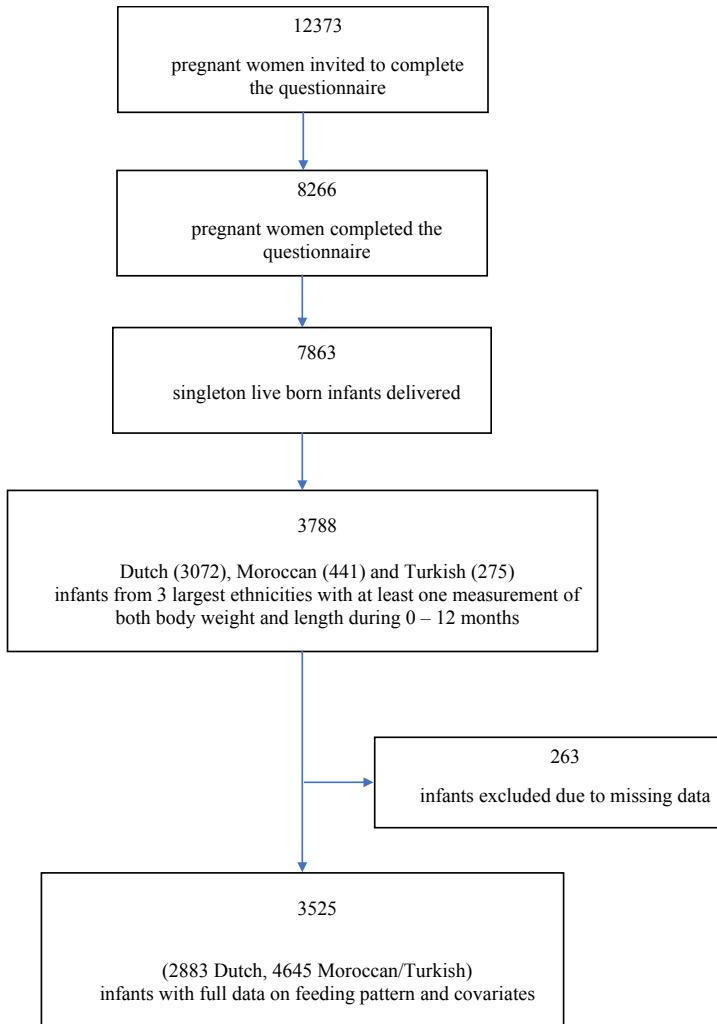 12373
pregnant women invited to complete
the questionnaire
8266
pregnant women completed the
questionnaire
7863
singleton live born infants delivered
3788
Dutch (3072), Moroccan (441) and Turkish (275)
infants from 3 largest ethnicities with at least one measurement of
both body weight and length during 0 – 12 months
263
infants excluded due to missing data
3525
(2883 Dutch, 4645 Moroccan/Turkish)
infants with full data on feeding pattern and covariates